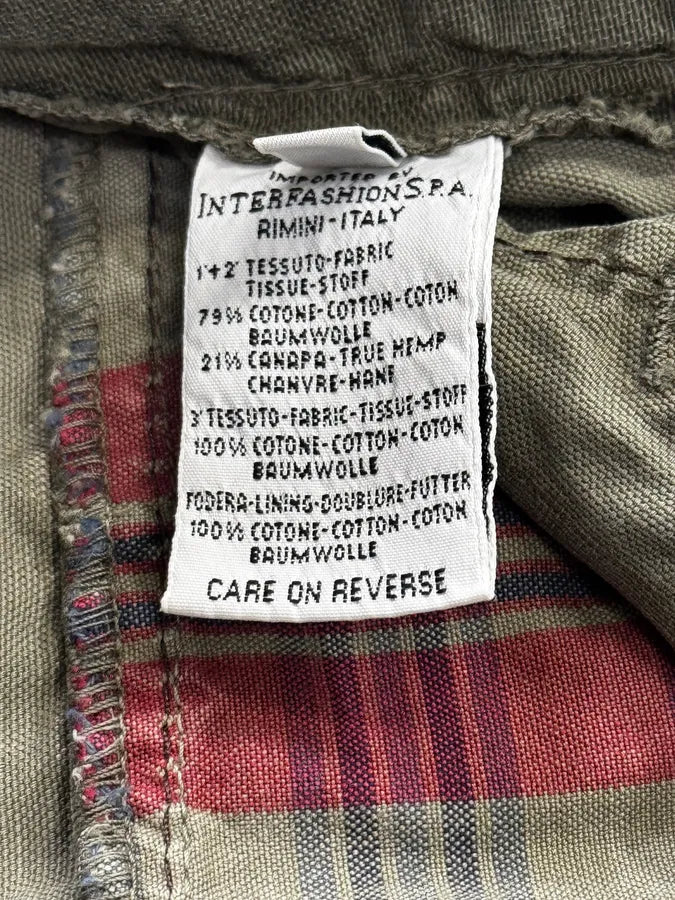 IMPORTED BY
INTERFASHION S.P.A.
RIMINI-ITALY
1°+2° TESSUTO-FABRIC
TISSUE-STOFF
79% COTONE-COTTON-COTON
BAUMWOLLE
21% CANAPA-TRUE HEMP
CHANVRE-HANF
3° TESSUTO-FABRIC-TISSUE-STOFF
100% COTONE-COTTON-COTON
BAUMWOLLE
FODERA-LINING-DOUBLURE-FUTTER
100% COTONE-COTTON-COTON
BAUMWOLLE
CARE ON REVERSE